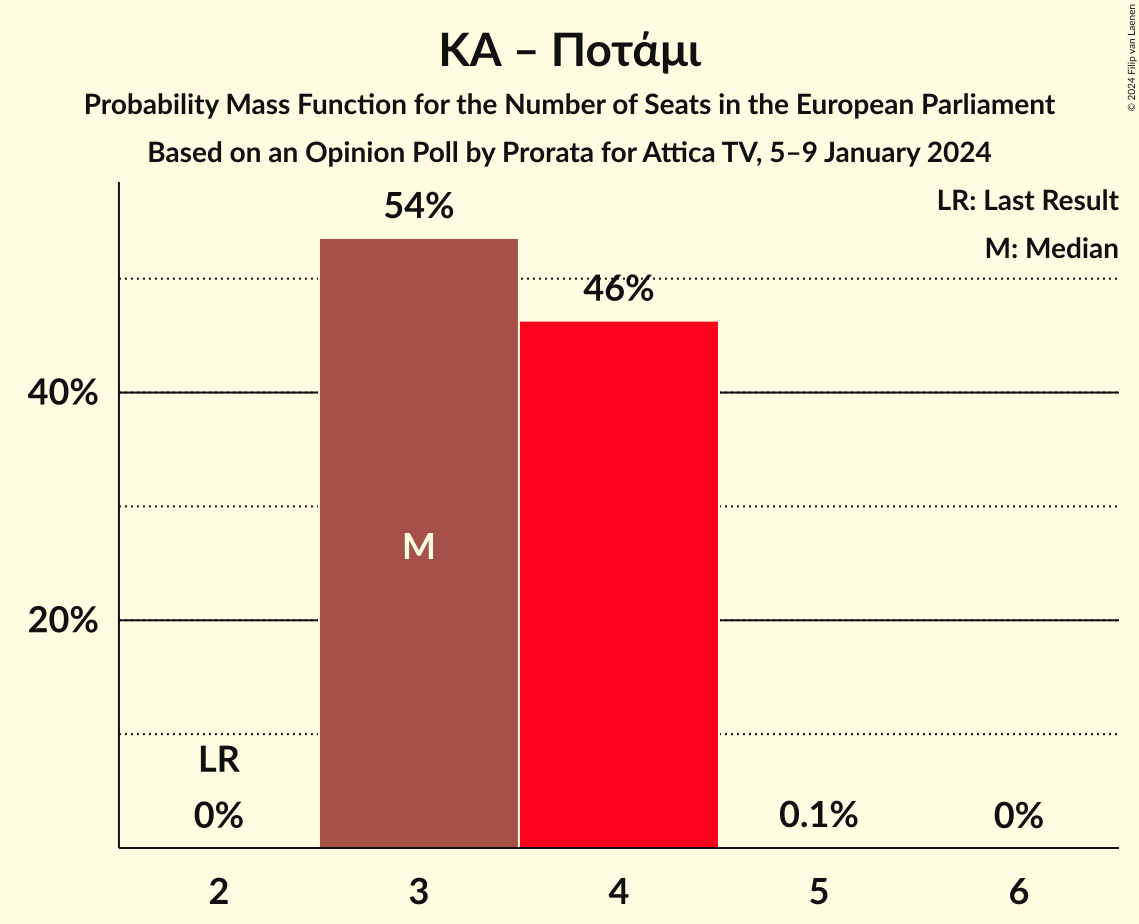 ΚΑ – Ποτάμι
Probability Mass Function for the Number of Seats in the European Parliament
Based on an Opinion Poll by Prorata for Attica TV, 5–9 January 2024
© 2024 Filip van Laenen
LR: Last Result
M: Median
54%
46%
40%
M
20%
LR
0%
0.1%
0%
2
3
4
5
6